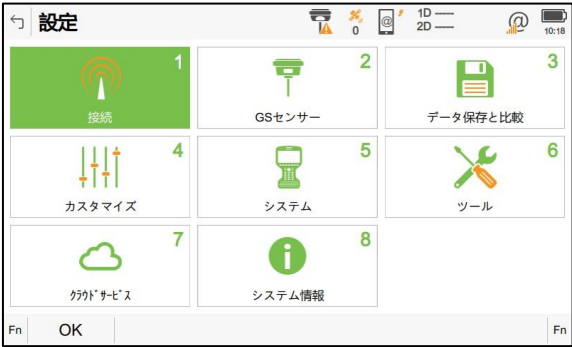 設定
0
@
1D ----
2D ----
@
10:18
1
接続
2
GSセンサー
3
データ保存と比較
4
カスタマイズ
5
システム
6
ツール
7
ｸﾗｳﾄﾞｻｰﾋﾞｽ
8
システム情報
Fn
OK
Fn